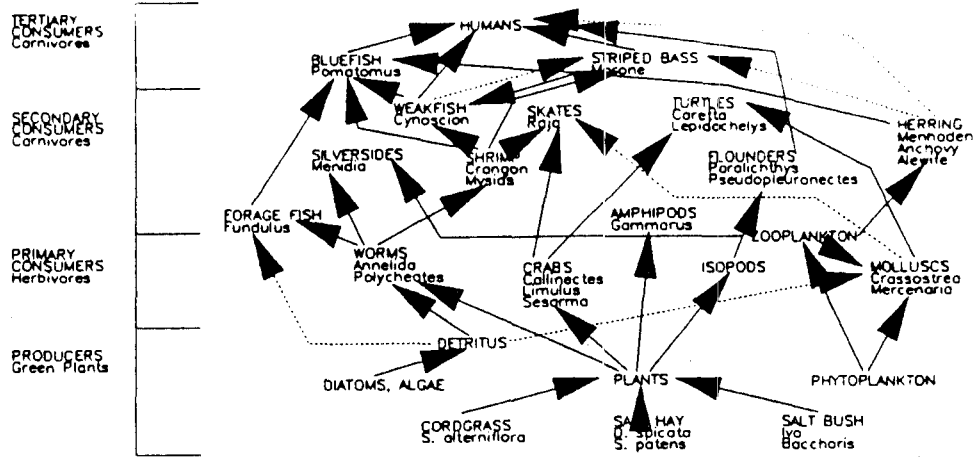 TERTIARY
CONSUMERS
Carnivores
SECONDARY
CONSUMERS
Carnivores
PRIMARY
CONSUMERS
Herbivores
PRODUCERS
Green Plants
HUMANS
BLUEFISH
Pomatomus
STRIPED BASS
Morone
WEAKFISH
Cynoscion
SKATES
Raja
TURTLES
Caretta
Lepidochelys
HERRING
Menhaden
Anchovy
Alewife
SILVERSIDES
Menidia
SHRIMP
Crangon
Mysids
FLOUNDERS
Paralichthys
Pseudopleuronectes
FORAGE FISH
Fundulus
AMPHIPODS
Gammarus
ZOOPLANKTON
WORMS
Annelida
Polycheates
CRABS
Callinectes
Limulus
Sesarma
ISOPODS
MOLLUSCS
Crassostrea
Mercenaria
DETRITUS
DIATOMS, ALGAE
PLANTS
PHYTOPLANKTON
CORDGRASS
S. alterniflora
SALT HAY
D. spicata
S. patens
SALT BUSH
Iva
Baccharis